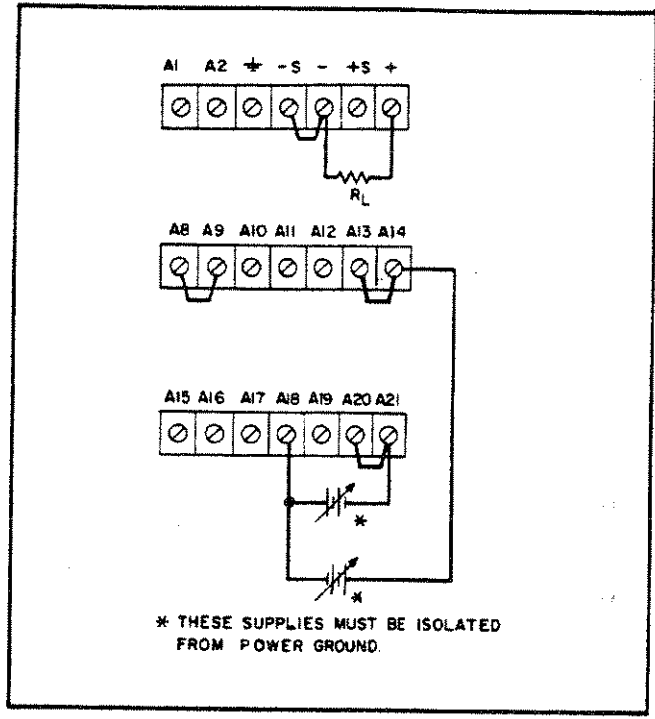 A1 A2 ⏚ -S - +S +
R_L
A8 A9 A10 A11 A12 A13 A14
A15 A16 A17 A18 A19 A20 A21
*
*
* THESE SUPPLIES MUST BE ISOLATED
FROM POWER GROUND.